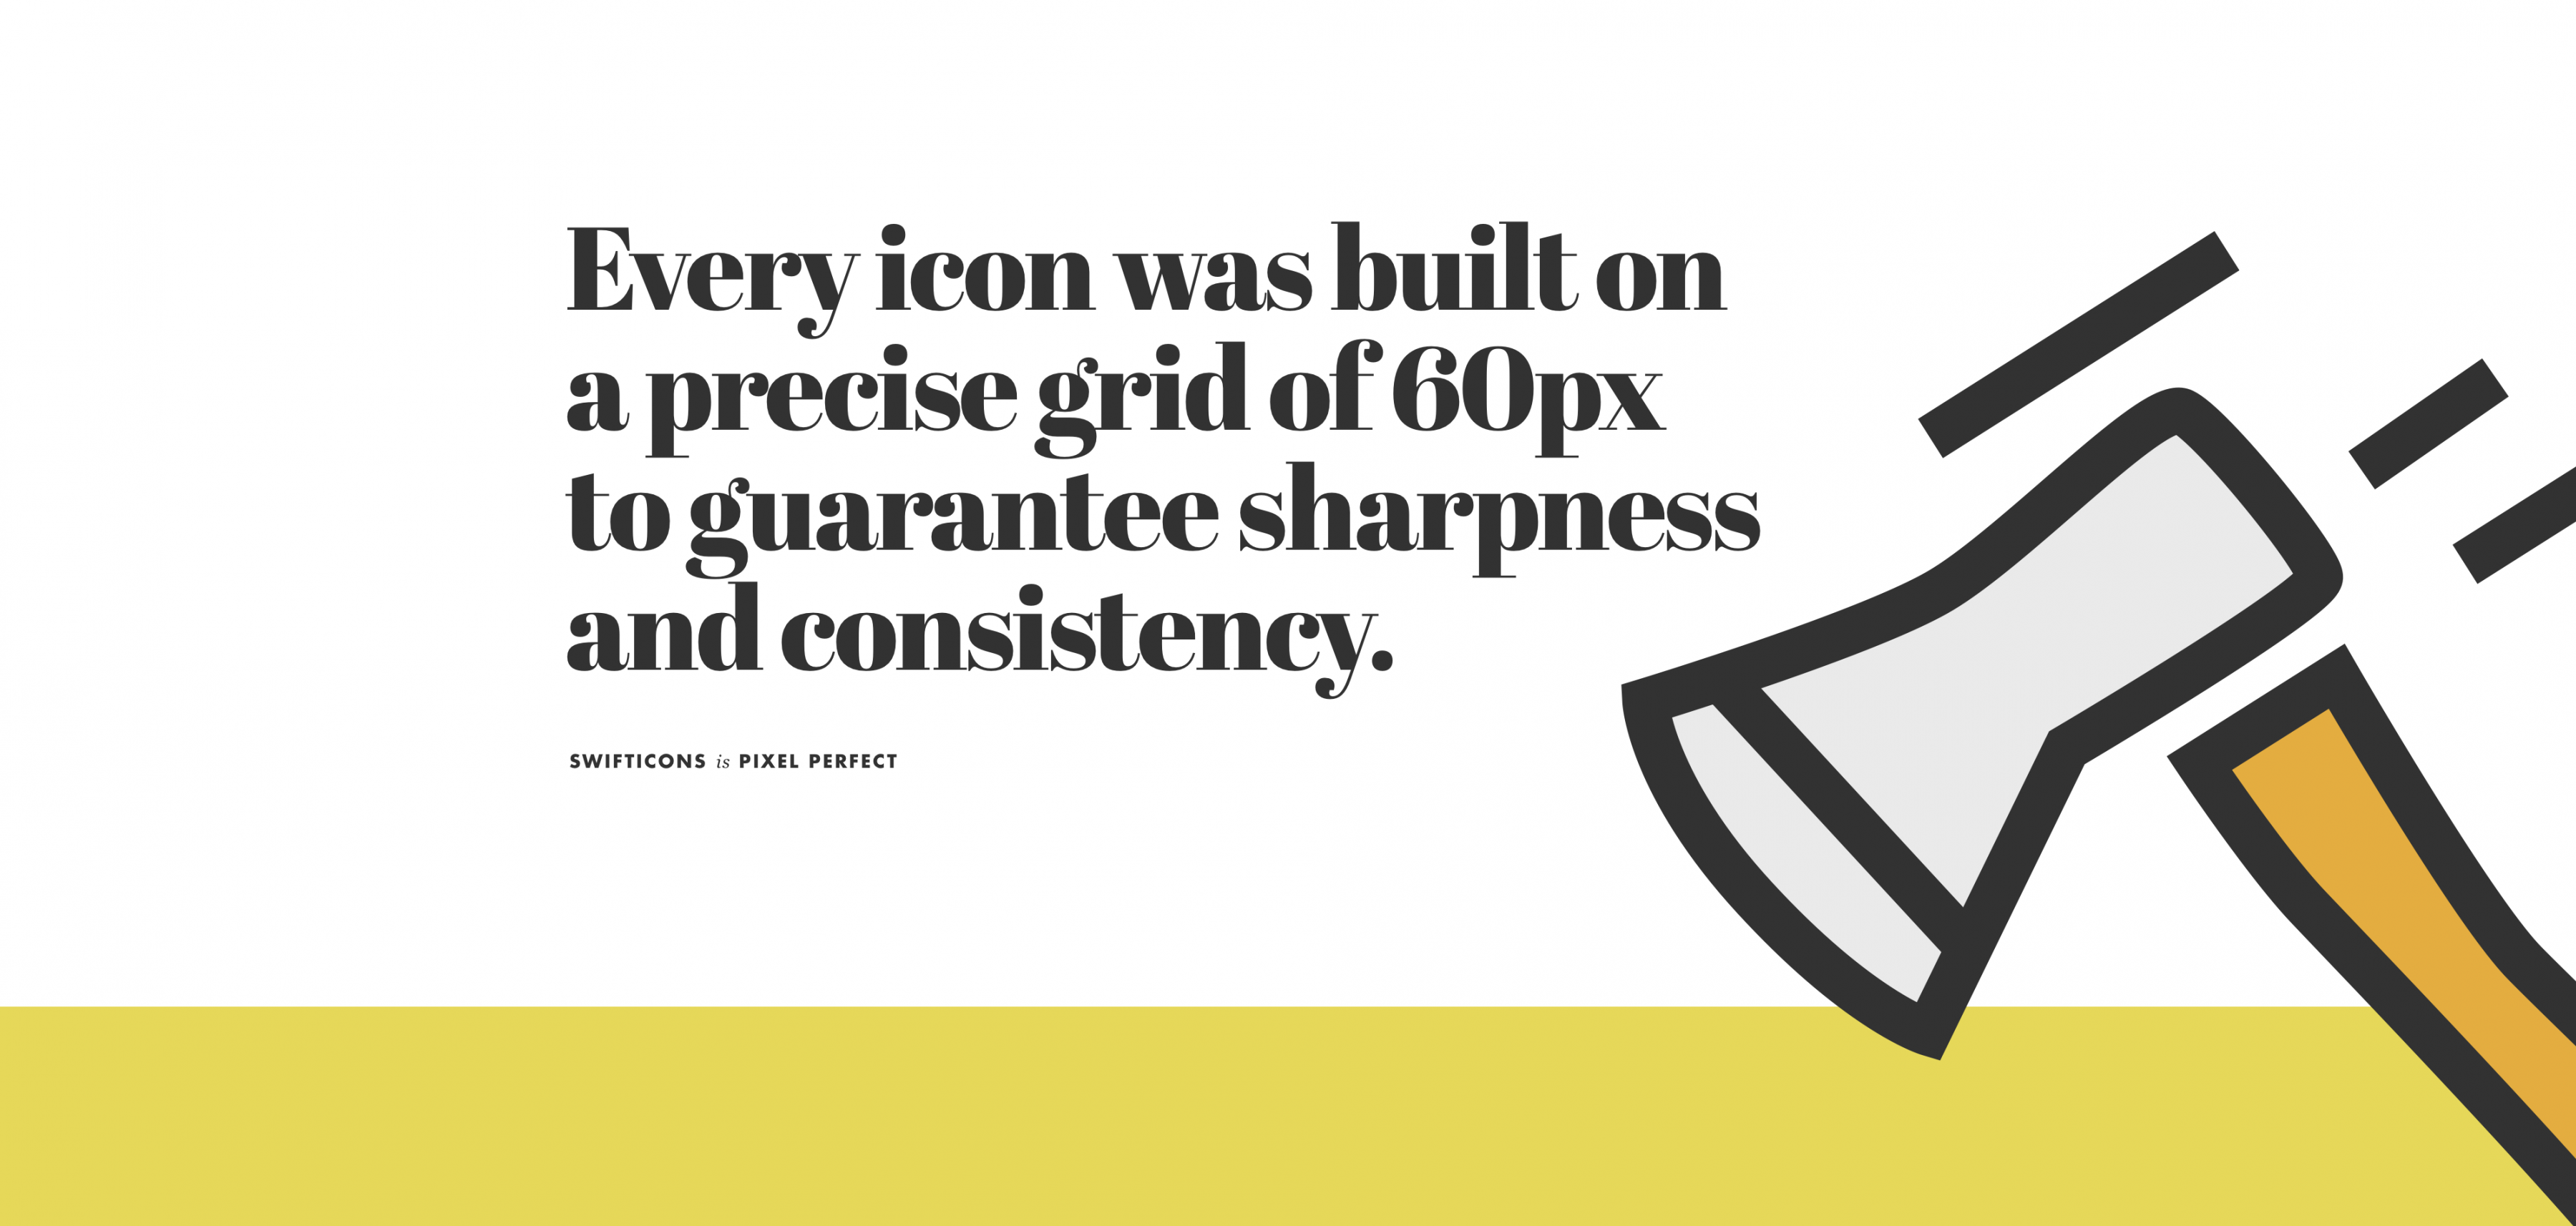 Every icon was built on
a precise grid of 60px
to guarantee sharpness
and consistency.
SWIFTICONS is PIXEL PERFECT